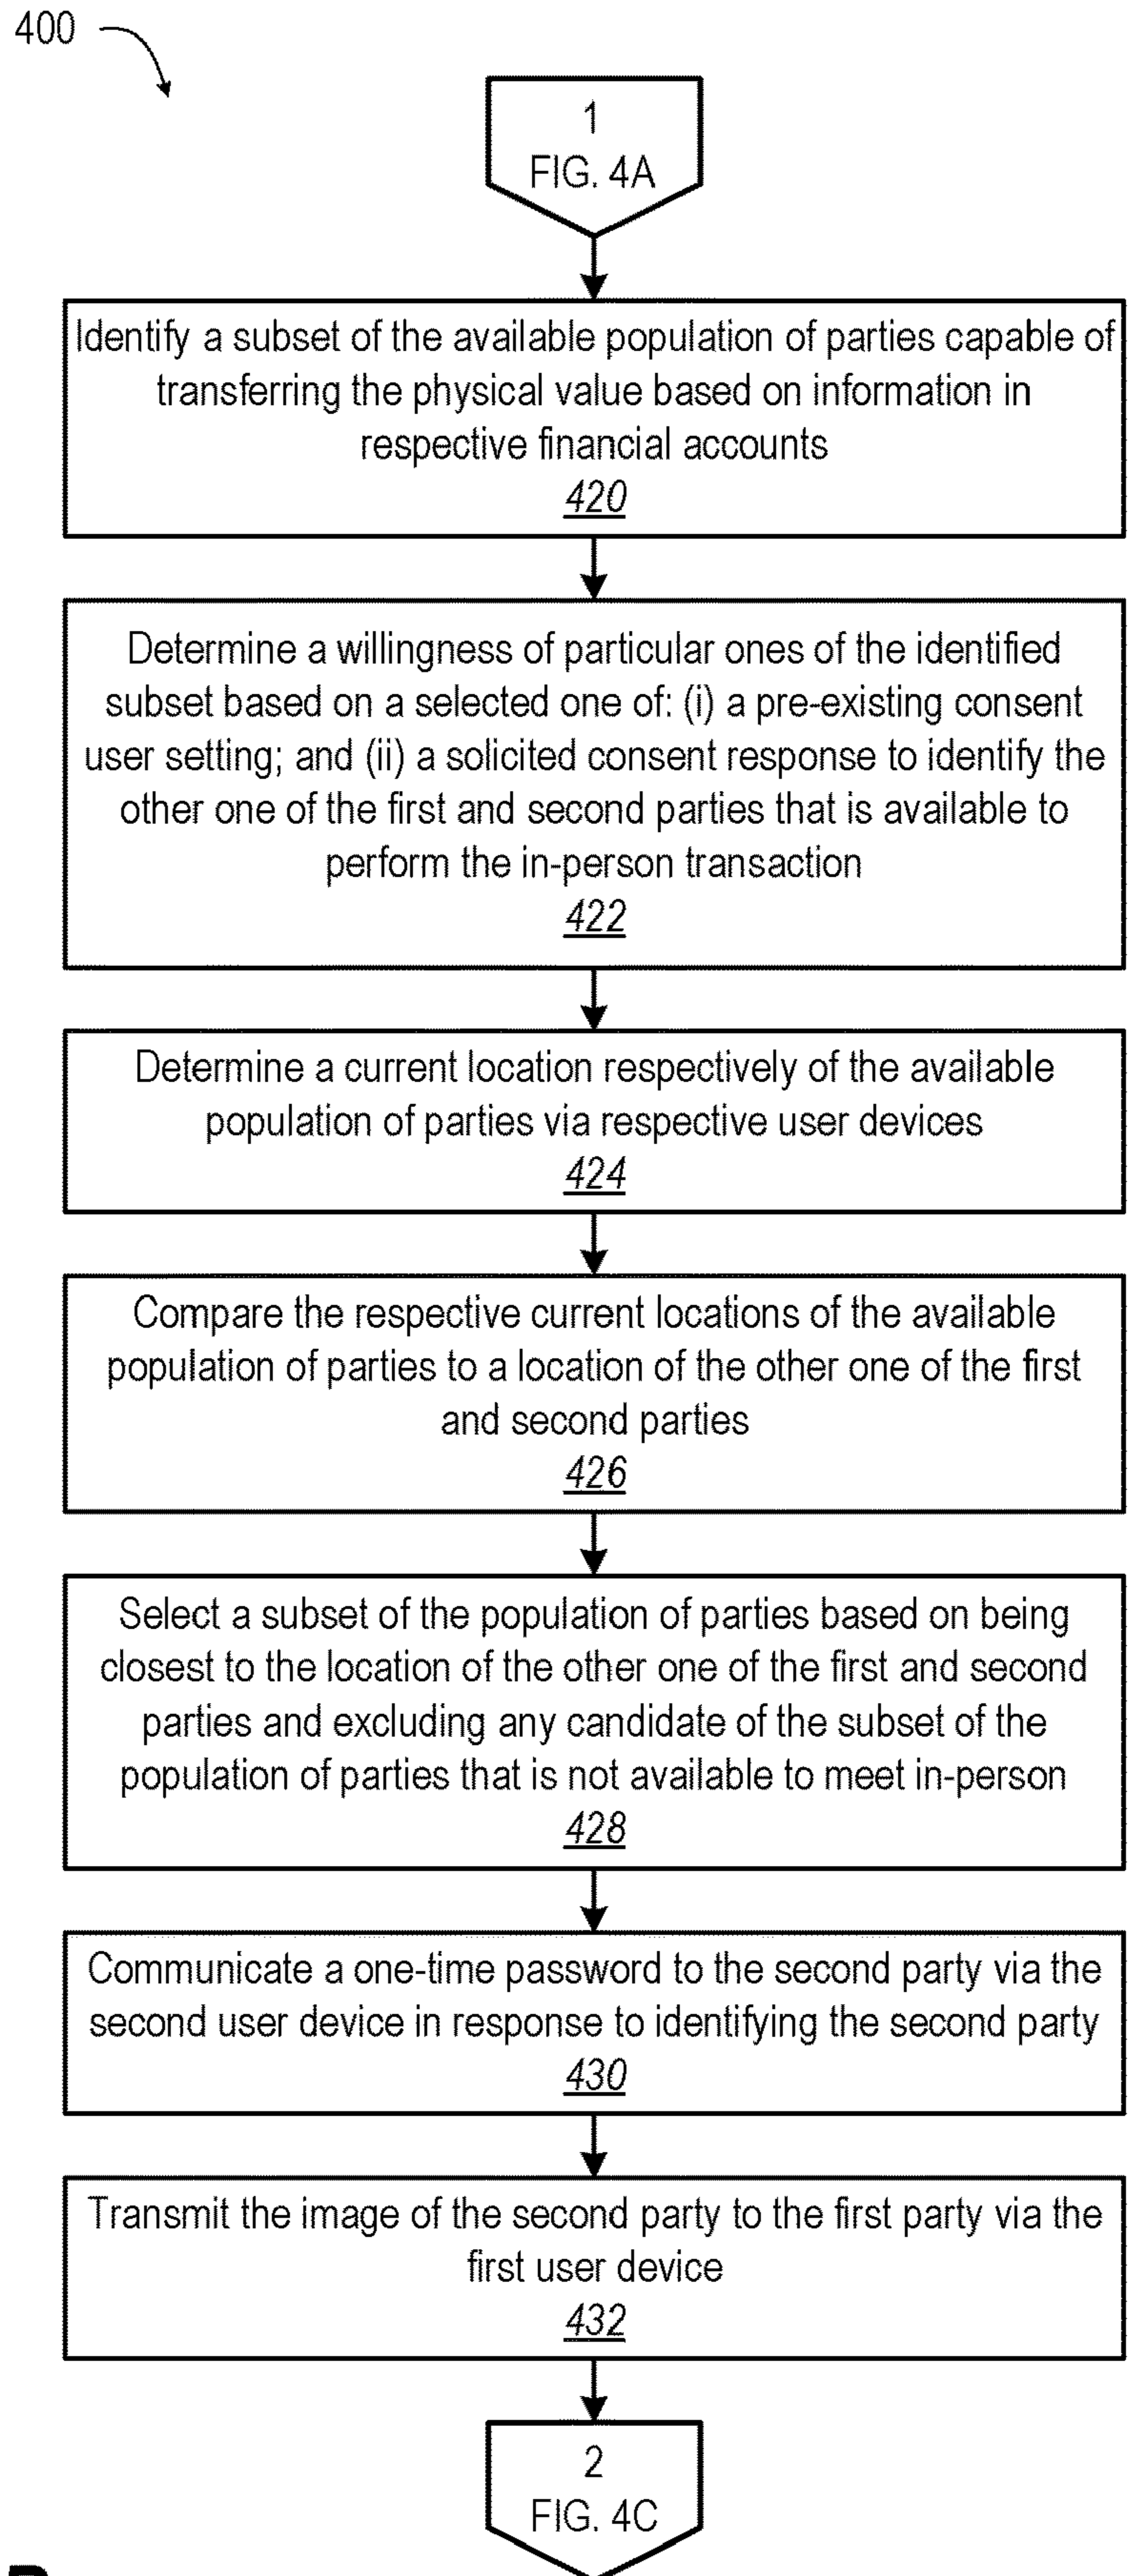 400
1
FIG. 4A
Identify a subset of the available population of parties capable of
transferring the physical value based on information in
respective financial accounts
420
Determine a willingness of particular ones of the identified
subset based on a selected one of: (i) a pre-existing consent
user setting; and (ii) a solicited consent response to identify the
other one of the first and second parties that is available to
perform the in-person transaction
422
Determine a current location respectively of the available
population of parties via respective user devices
424
Compare the respective current locations of the available
population of parties to a location of the other one of the first
and second parties
426
Select a subset of the population of parties based on being
closest to the location of the other one of the first and second
parties and excluding any candidate of the subset of the
population of parties that is not available to meet in-person
428
Communicate a one-time password to the second party via the
second user device in response to identifying the second party
430
Transmit the image of the second party to the first party via the
first user device
432
2
FIG. 4C